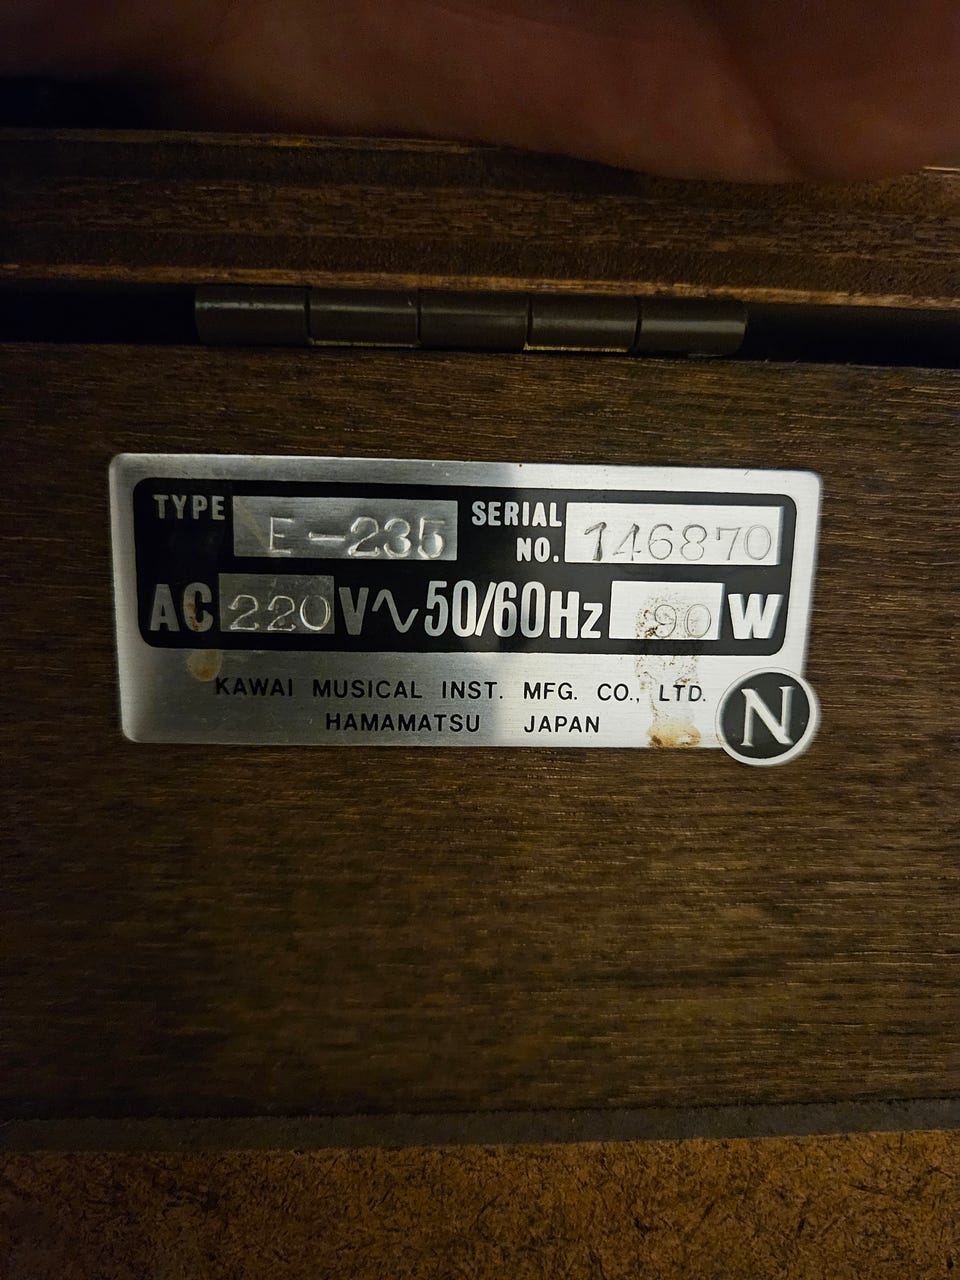 TYPE E-235 SERIAL NO. 146870
AC 220 V∿50/60Hz 90 W
KAWAI MUSICAL INST. MFG. CO., LTD.
HAMAMATSU JAPAN
N